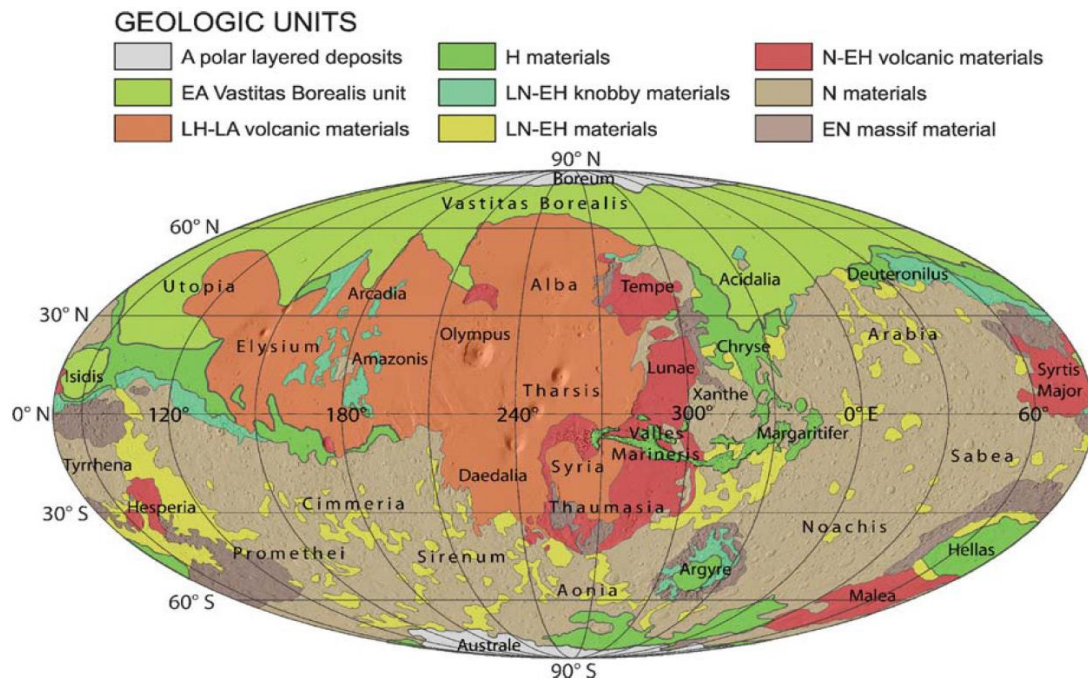 GEOLOGIC UNITS
A polar layered deposits
EA Vastitas Borealis unit
LH-LA volcanic materials
H materials
LN-EH knobby materials
LN-EH materials
N-EH volcanic materials
N materials
EN massif material
90° N
Boreum
Vastitas Borealis
60° N
Utopia
Arcadia
Alba
Tempe
Acidalia
Deuteronilus
30° N
Elysium
Olympus
Amazonis
Chryse
Arabia
Isidis
Tharsis
Lunae
Xanthe
Syrtis
Major
0° N
120°
180°
240°
300°
0°E
60°
Valles
Marineris
Margaritifer
Tyrrhena
Daedalia
Syria
Sabea
Hesperia
Cimmeria
Thaumasia
Noachis
30°S
Promethei
Sirenum
Aonia
Argyre
Hellas
Malea
60° S
Australe
90° S